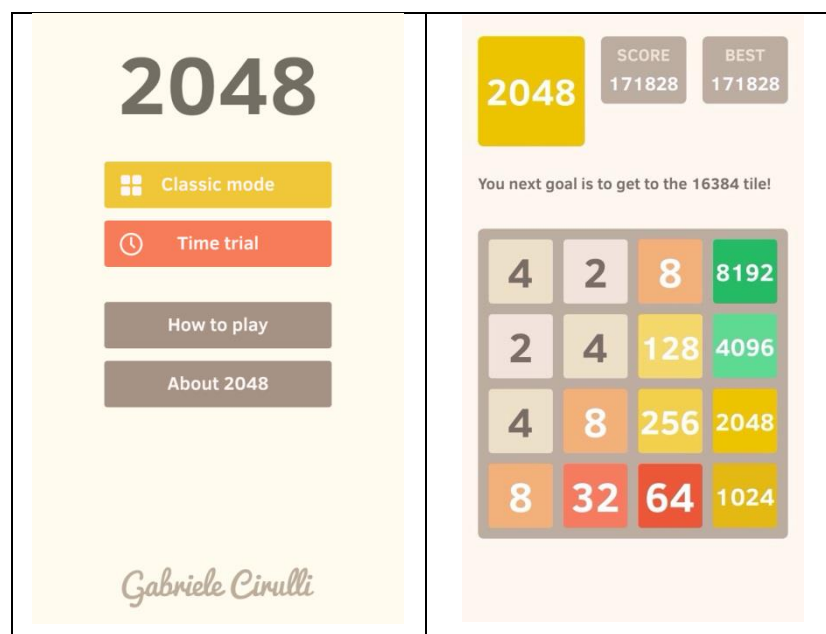 2048
Classic mode
Time trial
How to play
About 2048
Gabriele Cirulli
2048
SCORE
171828
BEST
171828
You next goal is to get to the 16384 tile!
4 2 8 8192
2 4 128 4096
4 8 256 2048
8 32 64 1024